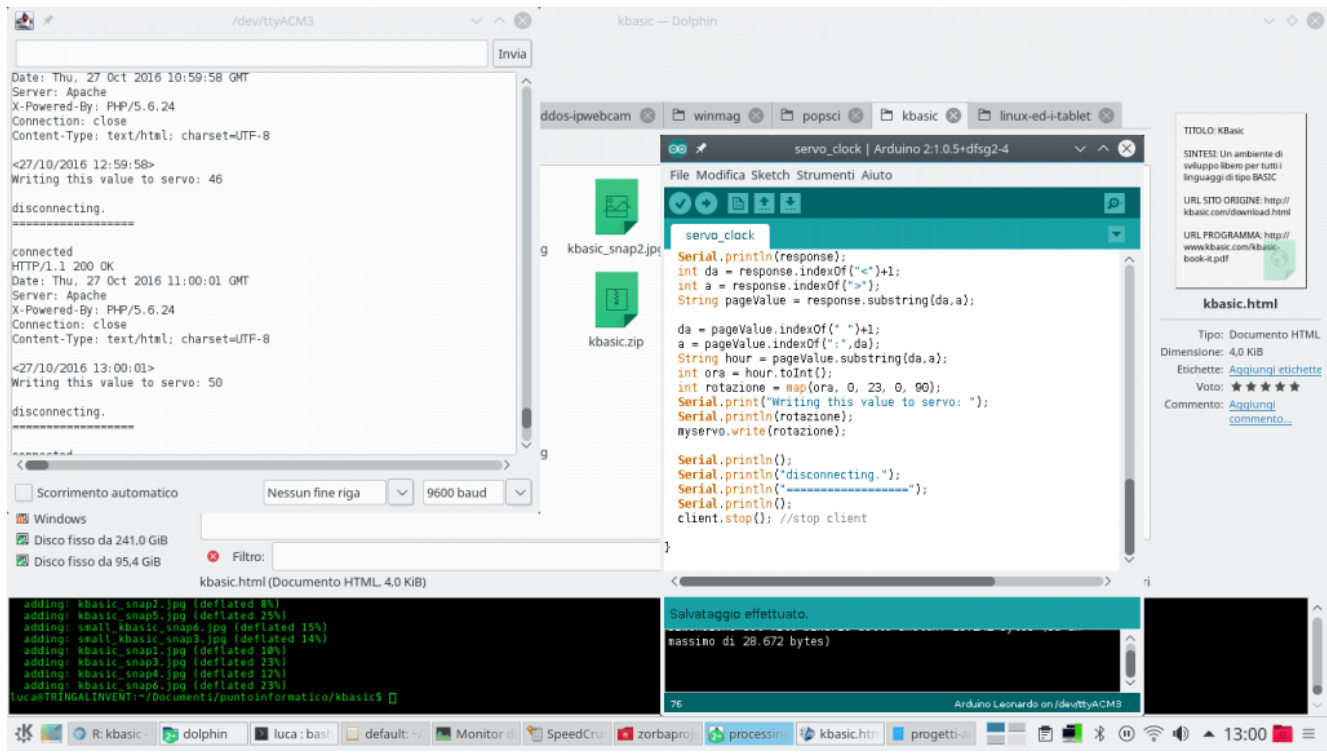 /dev/ttyACM3
kbasic — Dolphin
Invia
Date: Thu, 27 Oct 2016 10:59:58 GMT
Server: Apache
X-Powered-By: PHP/5.6.24
Connection: close
Content-Type: text/html; charset=UTF-8
<27/10/2016 12:59:58>
Writing this value to servo: 46
disconnecting.
==================
connected
HTTP/1.1 200 OK
Date: Thu, 27 Oct 2016 11:00:01 GMT
Server: Apache
X-Powered-By: PHP/5.6.24
Connection: close
Content-Type: text/html; charset=UTF-8
<27/10/2016 13:00:01>
Writing this value to servo: 50
disconnecting.
==================
Scorrimento automatico
Nessun fine riga
9600 baud
ddos-ipwebcam
winmag
popsci
kbasic
linux-ed-i-tablet
kbasic_snap2.jpg
kbasic.zip
servo_clock | Arduino 2:1.0.5+dfsg2-4
File Modifica Sketch Strumenti Aiuto
servo_clock
Serial.println(response);
int da = response.indexOf("<")+1;
int a = response.indexOf(">");
String pageValue = response.substring(da,a);
da = pageValue.indexOf(" ")+1;
a = pageValue.indexOf(":",da);
String hour = pageValue.substring(da,a);
int ora = hour.toInt();
int rotazione = map(ora, 0, 23, 0, 90);
Serial.print("Writing this value to servo: ");
Serial.println(rotazione);
myservo.write(rotazione);
Serial.println();
Serial.println("disconnecting.");
Serial.println("==================");
Serial.println();
client.stop(); //stop client
}
Salvataggio effettuato.
massimo di 28.672 bytes)
76
Arduino Leonardo on /dev/ttyACM3
TITOLO: KBasic
SINTESI: Un ambiente di
sviluppo libero per tutti i
linguaggi di tipo BASIC
URL SITO ORIGINE: http://
kbasic.com/download.html
URL PROGRAMMA: http://
www.kbasic.com/kbasic-
book-it.pdf
kbasic.html
Tipo: Documento HTML
Dimensione: 4,0 KiB
Etichette: Aggiungi etichette
Voto:
Commento: Aggiungi
commento...
Windows
Disco fisso da 241,0 GiB
Disco fisso da 95,4 GiB
Filtro:
kbasic.html (Documento HTML, 4,0 KiB)
adding: kbasic_snap2.jpg (deflated 8%)
adding: kbasic_snap5.jpg (deflated 25%)
adding: small_kbasic_snap6.jpg (deflated 15%)
adding: small_kbasic_snap3.jpg (deflated 14%)
adding: kbasic_snap1.jpg (deflated 10%)
adding: kbasic_snap3.jpg (deflated 23%)
adding: kbasic_snap4.jpg (deflated 12%)
adding: kbasic_snap6.jpg (deflated 23%)
luca@TRINGALINVENT:~/Documenti/puntoinformatico/kbasic$
R: kbasic -
dolphin
luca : bash
default: ~/
Monitor d
SpeedCru
zorbaproj
processing
kbasic.htm
progetti-a
13:00